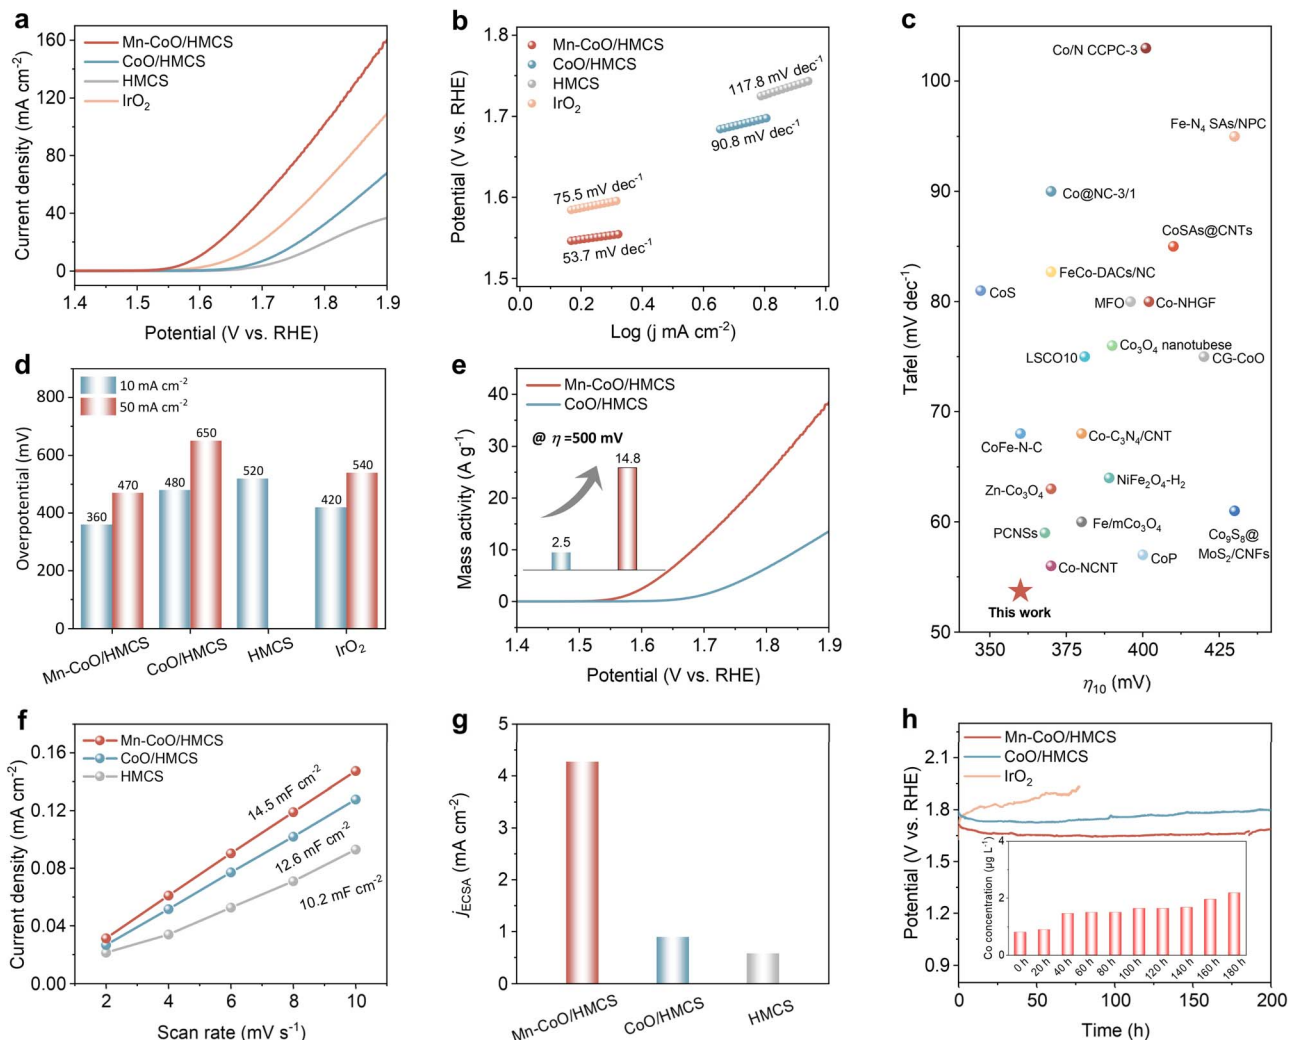 a
Current density (mA cm⁻²)
160
120
80
40
0
Mn-CoO/HMCS
CoO/HMCS
HMCS
IrO₂
1.4 1.5 1.6 1.7 1.8 1.9
Potential (V vs. RHE)
b
Potential (V vs. RHE)
1.8
1.7
1.6
1.5
Mn-CoO/HMCS
CoO/HMCS
HMCS
IrO₂
117.8 mV dec⁻¹
90.8 mV dec⁻¹
75.5 mV dec⁻¹
53.7 mV dec⁻¹
0.0 0.2 0.4 0.6 0.8 1.0
Log (j mA cm⁻²)
c
Tafel (mV dec⁻¹)
100
90
80
70
60
50
Co/N CCPC-3
Fe-N₄ SAs/NPC
Co@NC-3/1
CoSAs@CNTs
FeCo-DACs/NC
CoS
MFO
Co-NHGF
Co₃O₄ nanotubese
LSCO10
CG-CoO
CoFe-N-C
Co-C₃N₄/CNT
NiFe₂O₄-H₂
Zn-Co₃O₄
PCNSs
Fe/mCo₃O₄
Co₉S₈@
MoS₂/CNFs
Co-NCNT
CoP
This work
350 375 400 425
η₁₀ (mV)
d
Overpotential (mV)
800
600
400
200
0
10 mA cm⁻²
50 mA cm⁻²
360
470
480
650
520
420
540
Mn-CoO/HMCS
CoO/HMCS
HMCS
IrO₂
e
Mass activity (A g⁻¹)
40
30
20
10
0
Mn-CoO/HMCS
CoO/HMCS
@ η =500 mV
14.8
2.5
1.4 1.5 1.6 1.7 1.8 1.9
Potential (V vs. RHE)
f
Current density (mA cm⁻²)
0.16
0.12
0.08
0.04
0.00
Mn-CoO/HMCS
CoO/HMCS
HMCS
14.5 mF cm⁻²
12.6 mF cm⁻²
10.2 mF cm⁻²
2 4 6 8 10
Scan rate (mV s⁻¹)
g
jECSA (mA cm⁻²)
5
4
3
2
1
0
Mn-CoO/HMCS
CoO/HMCS
HMCS
h
Potential (V vs. RHE)
2.1
1.8
1.5
1.2
0.9
Mn-CoO/HMCS
CoO/HMCS
IrO₂
Co concentration (μg L⁻¹)
4
2
0
0 h
20 h
40 h
60 h
80 h
100 h
120 h
140 h
160 h
180 h
0 50 100 150 200
Time (h)